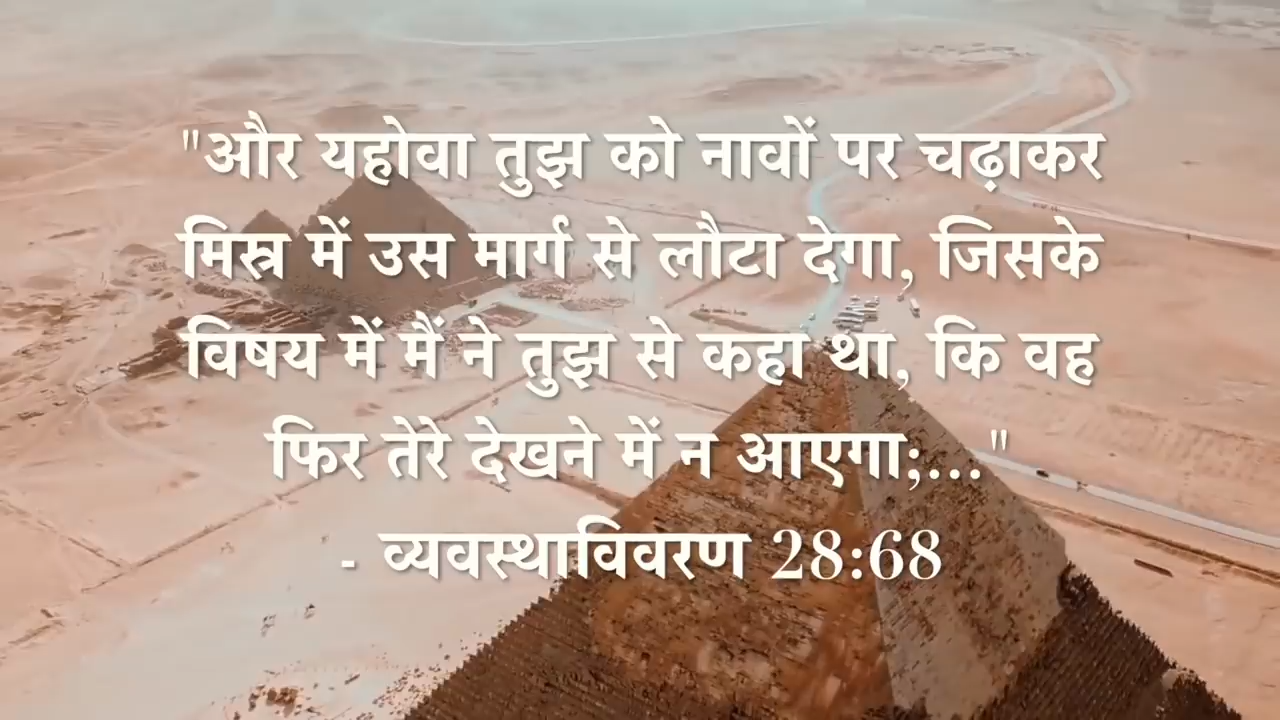 "और यहोवा तुझ को नावों पर चढ़ाकर
मिस्र में उस मार्ग से लौटा देगा, जिसके
विषय में मैं ने तुझ से कहा था, कि वह
फिर तेरे देखने में न आएगा;..."
- व्यवस्थाविवरण 28:68